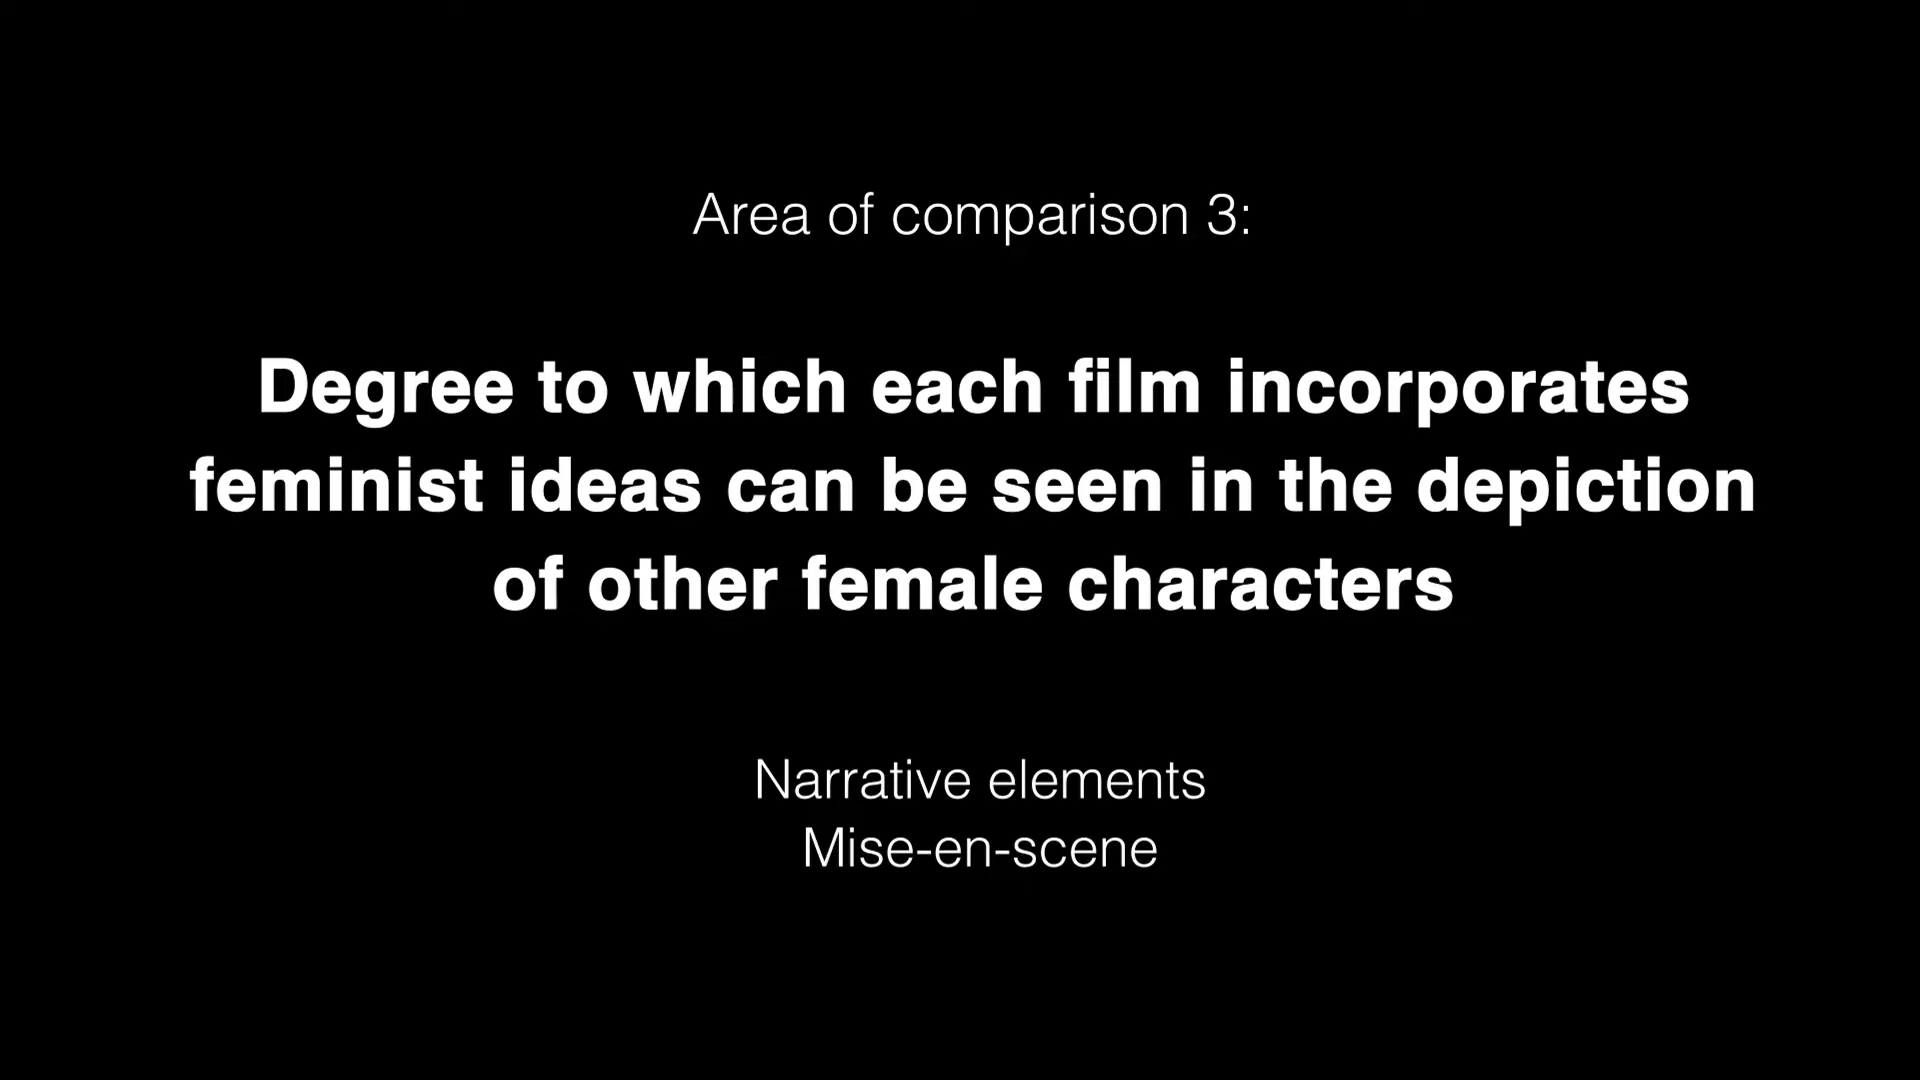 Area of comparison 3:
Degree to which each film incorporates
feminist ideas can be seen in the depiction
of other female characters
Narrative elements
Mise-en-scene